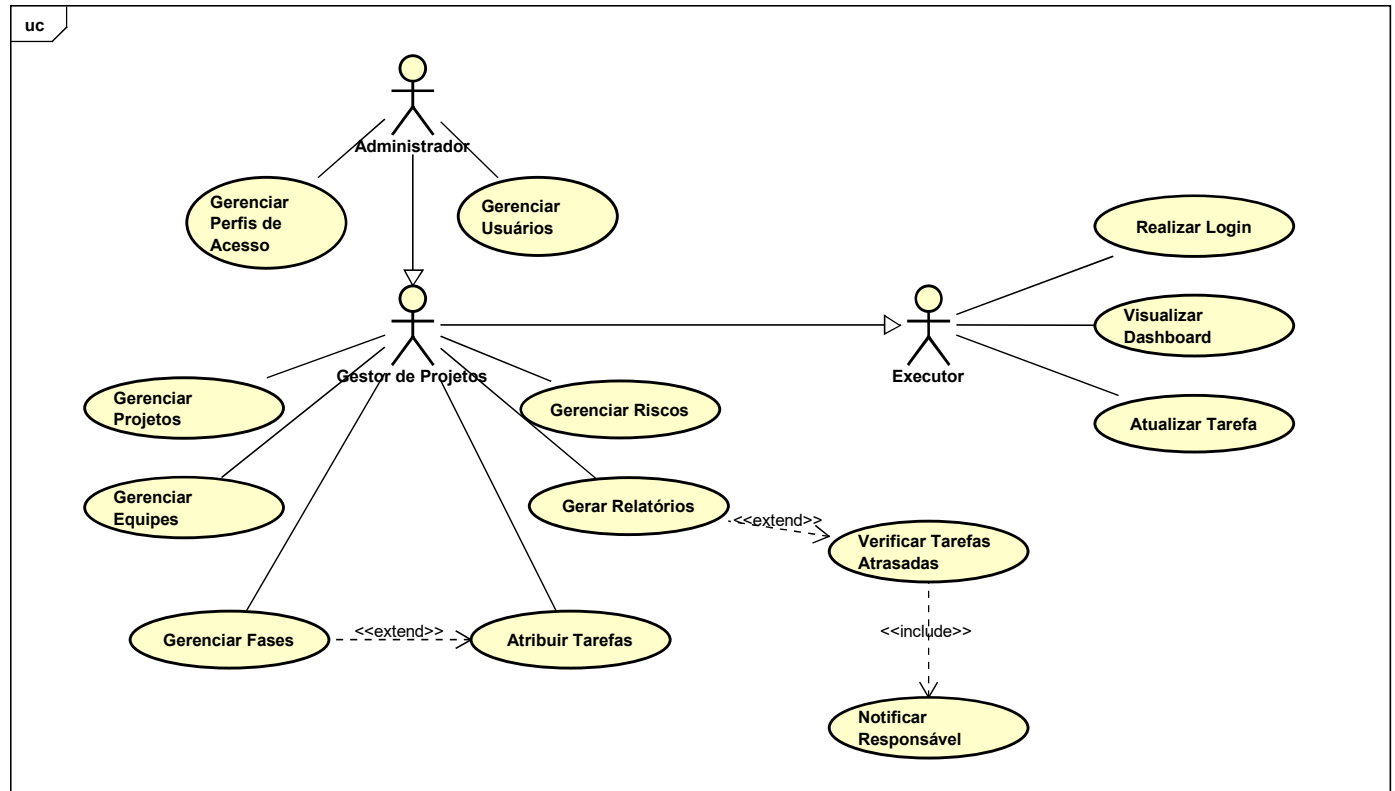 uc
Administrador
Gerenciar
Perfis de
Acesso
Gerenciar
Usuários
Realizar Login
Visualizar
Dashboard
Gestor de Projetos
Executor
Gerenciar
Projetos
Gerenciar Riscos
Atualizar Tarefa
Gerenciar
Equipes
Gerar Relatórios
<<extend>>
Verificar Tarefas
Atrasadas
Gerenciar Fases
<<extend>>
Atribuir Tarefas
<<include>>
Notificar
Responsável